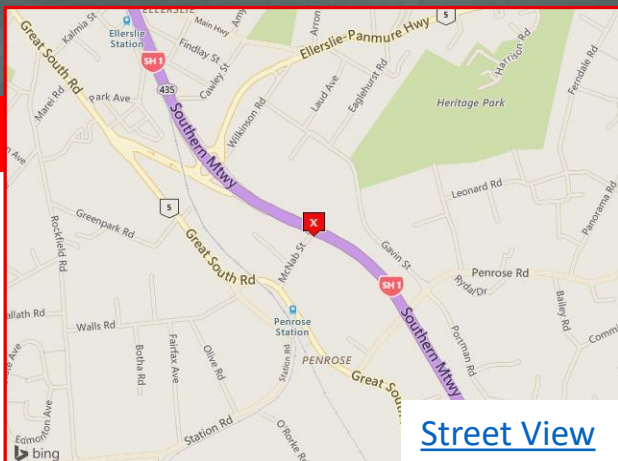 ELLERSLIE
Kalmia St
Ellerslie
Station
Main Hwy
Findlay St
Cawley St
SH 1
435
Park Ave
Marei Rd
Great South Rd
Southern Mtwy
Wilkinson Rd
Laud Ave
Eaglehurst Rd
Ellerslie-Panmure Hwy
5
Harrison Rd
Heritage Park
Ferndale Rd
Leonard Rd
Panorama Rd
5
Greenpark Rd
Rockfield Rd
Great South Rd
McNab St
X
Gavin St
SH 1
Penrose Rd
Rydal Dr
Bailey Rd
Portman Rd
Southern Mtwy
Walls Rd
Botha Rd
Fairfax Ave
Olive Rd
Penrose
Station
Station Rd
PENROSE
Great South
Station Rd
O'Rorke Rd
Edmonton Ave
bing
Street View